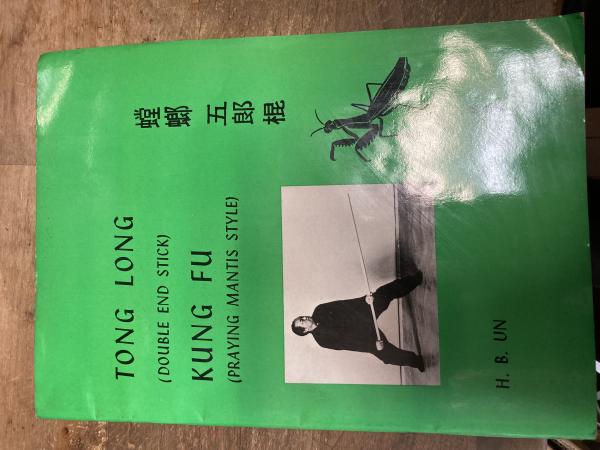 螳螂 五郎棍
TONG LONG
(DOUBLE END STICK)
KUNG FU
(PRAYING MANTIS STYLE)
H. B. UN